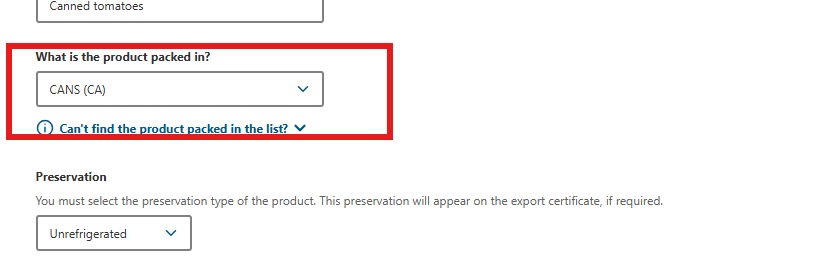 Canned tomatoes
What is the product packed in?
CANS (CA)
Can't find the product packed in the list?
Preservation
You must select the preservation type of the product. This preservation will appear on the export certificate, if required.
Unrefrigerated